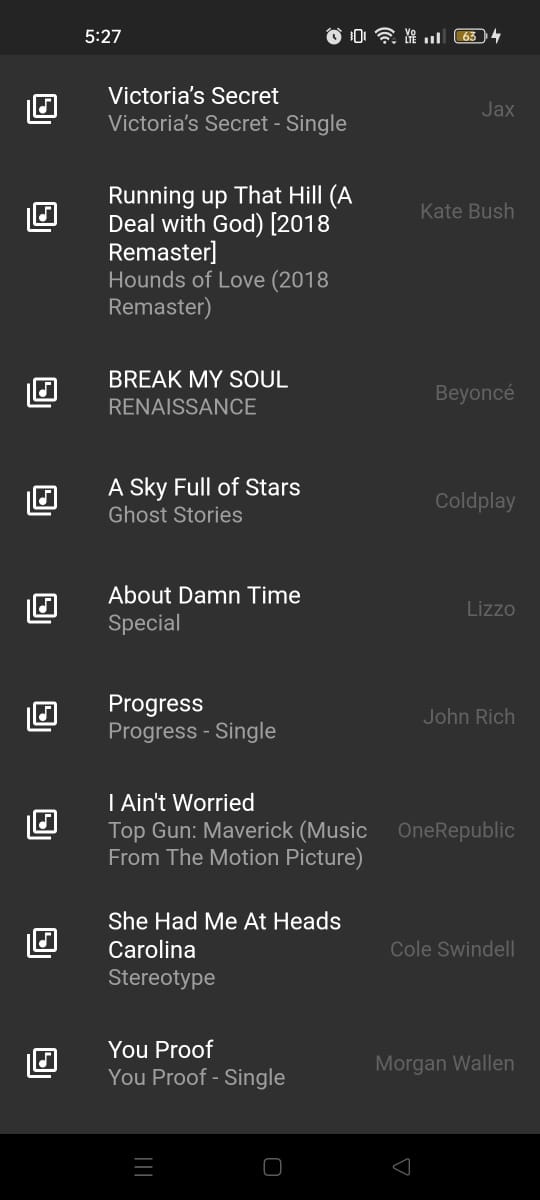 5:27
Vo
LTE
63
Victoria’s Secret
Victoria’s Secret - Single
Jax
Running up That Hill (A
Deal with God) [2018
Remaster]
Hounds of Love (2018
Remaster)
Kate Bush
BREAK MY SOUL
RENAISSANCE
Beyoncé
A Sky Full of Stars
Ghost Stories
Coldplay
About Damn Time
Special
Lizzo
Progress
Progress - Single
John Rich
I Ain't Worried
Top Gun: Maverick (Music
From The Motion Picture)
OneRepublic
She Had Me At Heads
Carolina
Stereotype
Cole Swindell
You Proof
You Proof - Single
Morgan Wallen